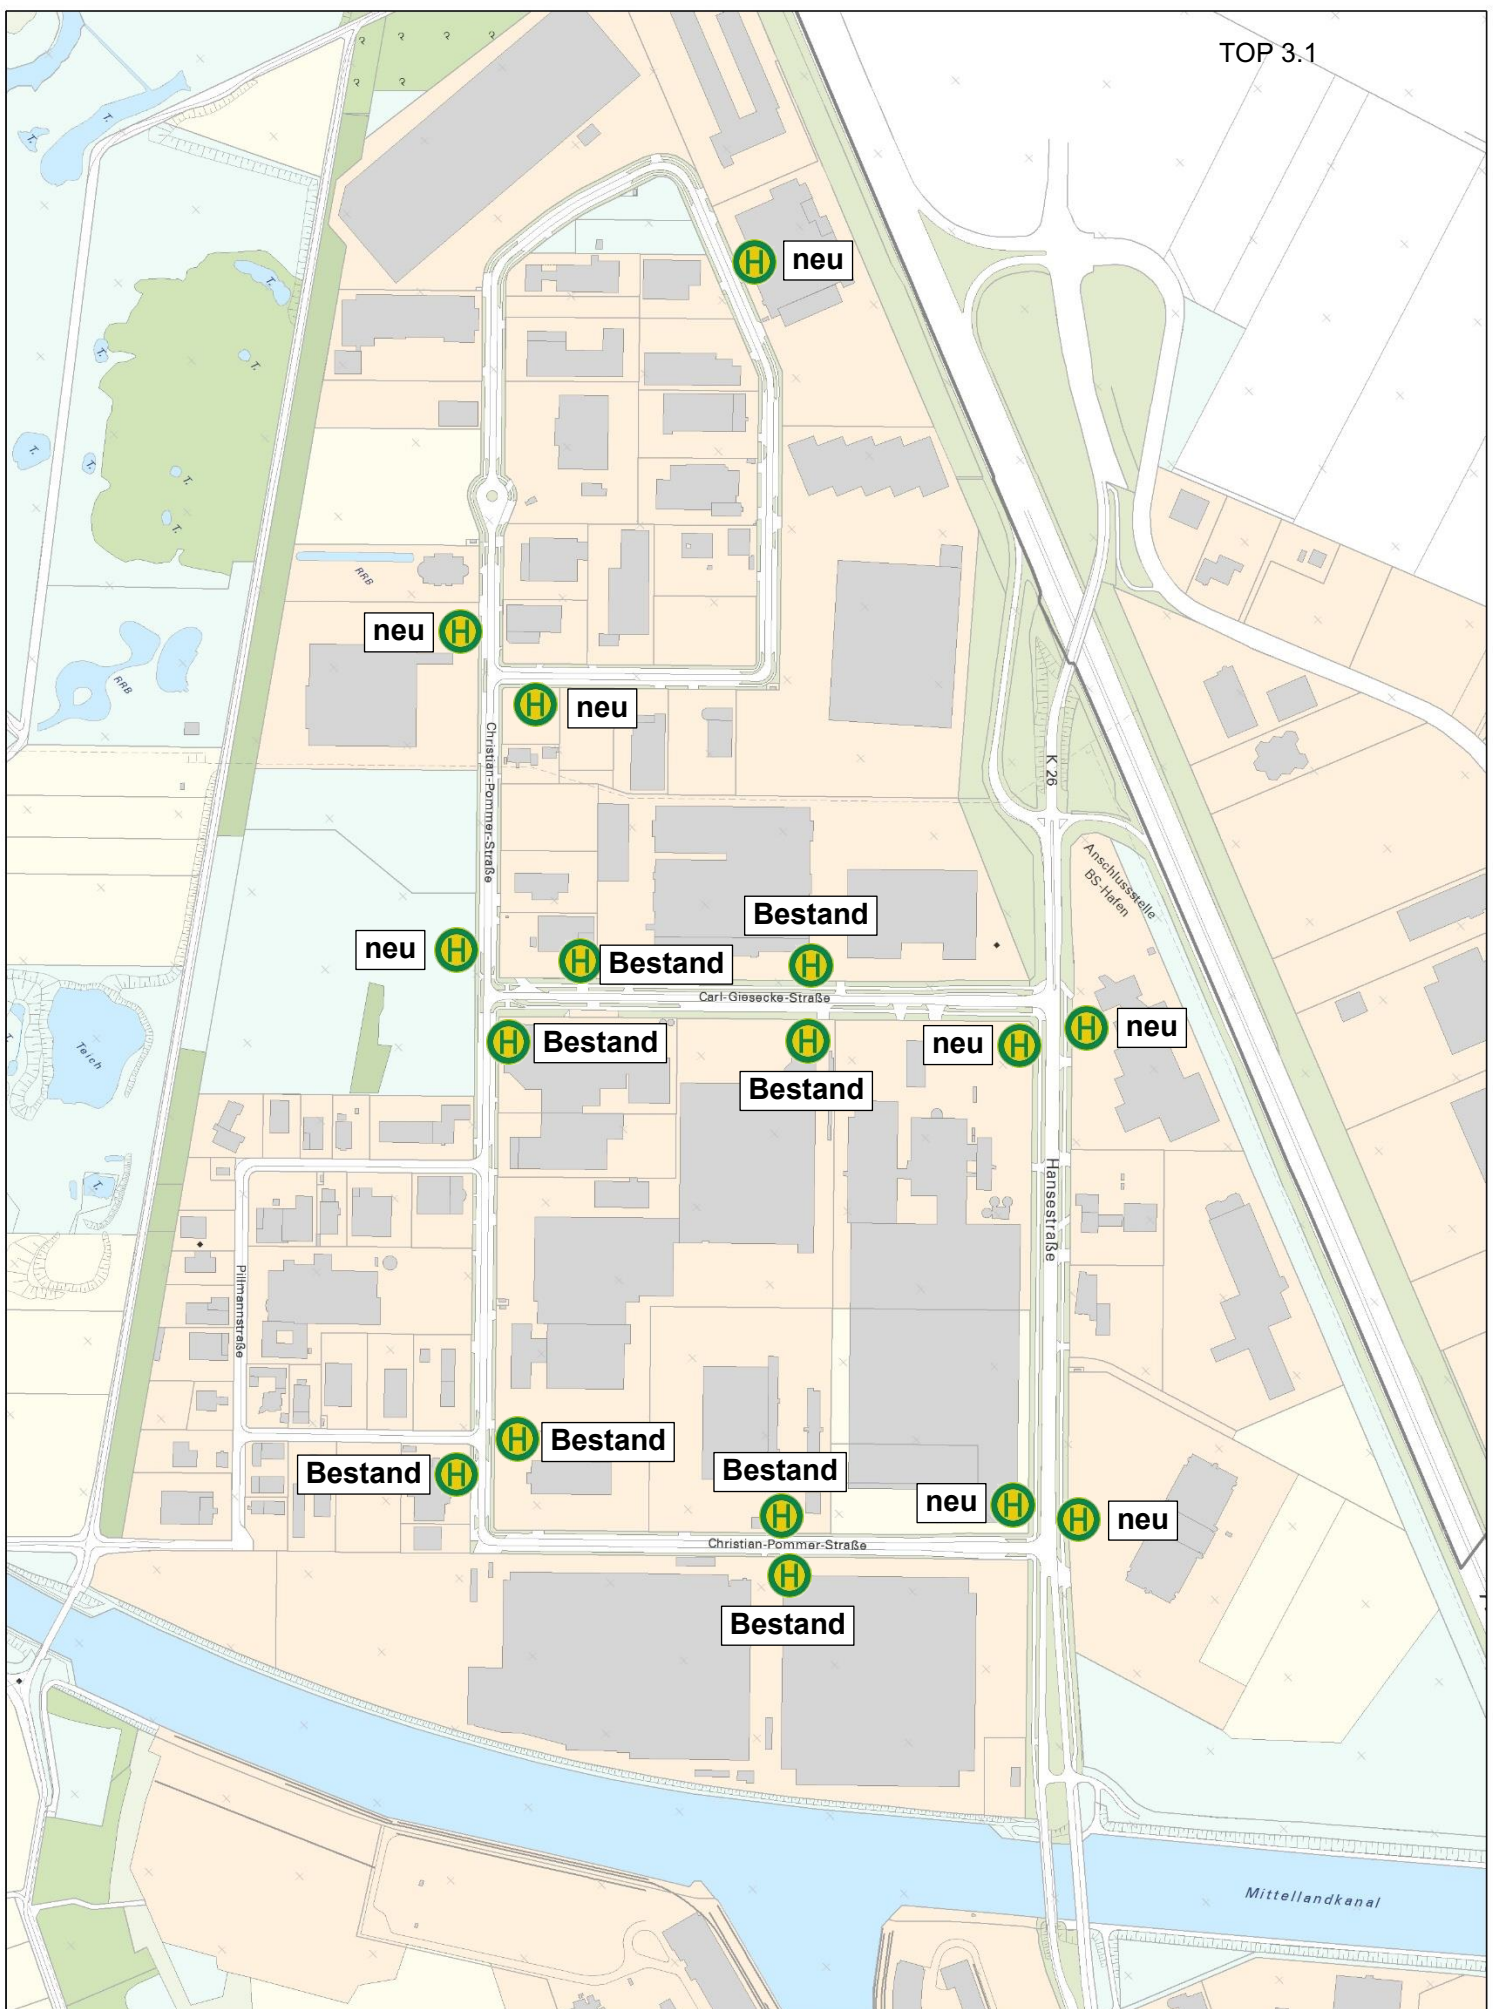 TOP 3.1
T.
T.
H neu
T.
T.
T.
T.
T.
T.
T.
RRB
neu H
RRB
H neu
Christian-Pommer-Straße
K 26
Anschlussstelle
BS-Hafen
Bestand
neu H
H Bestand
H
Carl-Giesecke-Straße
H neu
H Bestand
H
neu H
Teich
Bestand
Hansestraße
T.
Pillmannstraße
H Bestand
Bestand H
Bestand
neu H
H
H neu
Christian-Pommer-Straße
H
Bestand
Mittellandkanal